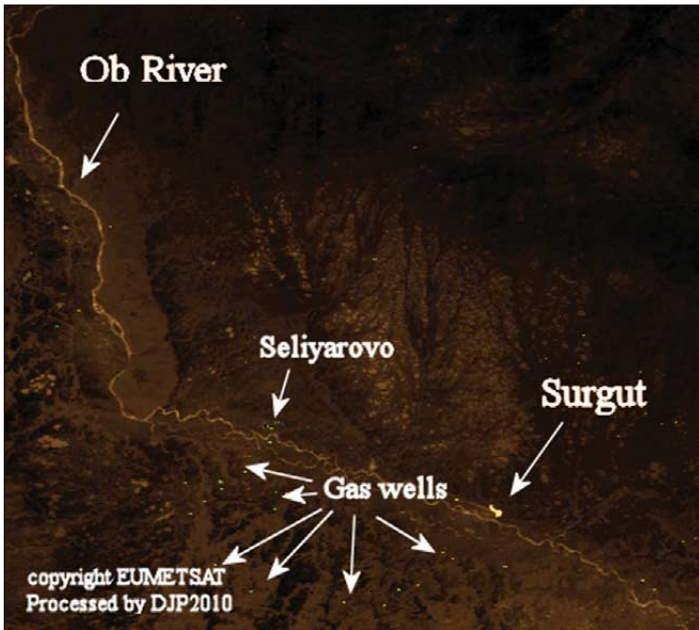 Ob River
Seliyarovo
Surgut
Gas wells
copyright EUMETSAT
Processed by DJP2010